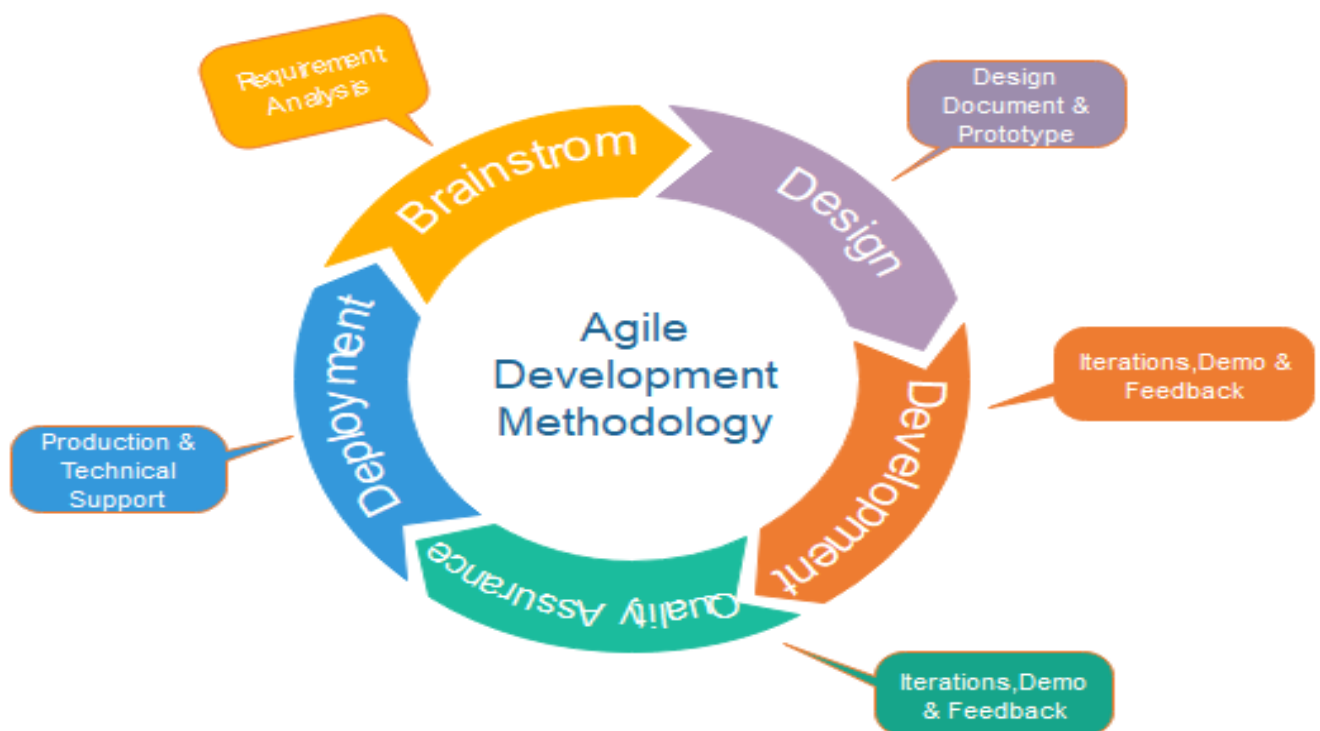 Requirement
Analysis
Brainstrom
Design
Document &
Prototype
Design
Iterations,Demo &
Feedback
Development
Agile
Development
Methodology
Production &
Technical
Support
Deployment
Quality Assurance
Iterations,Demo
& Feedback